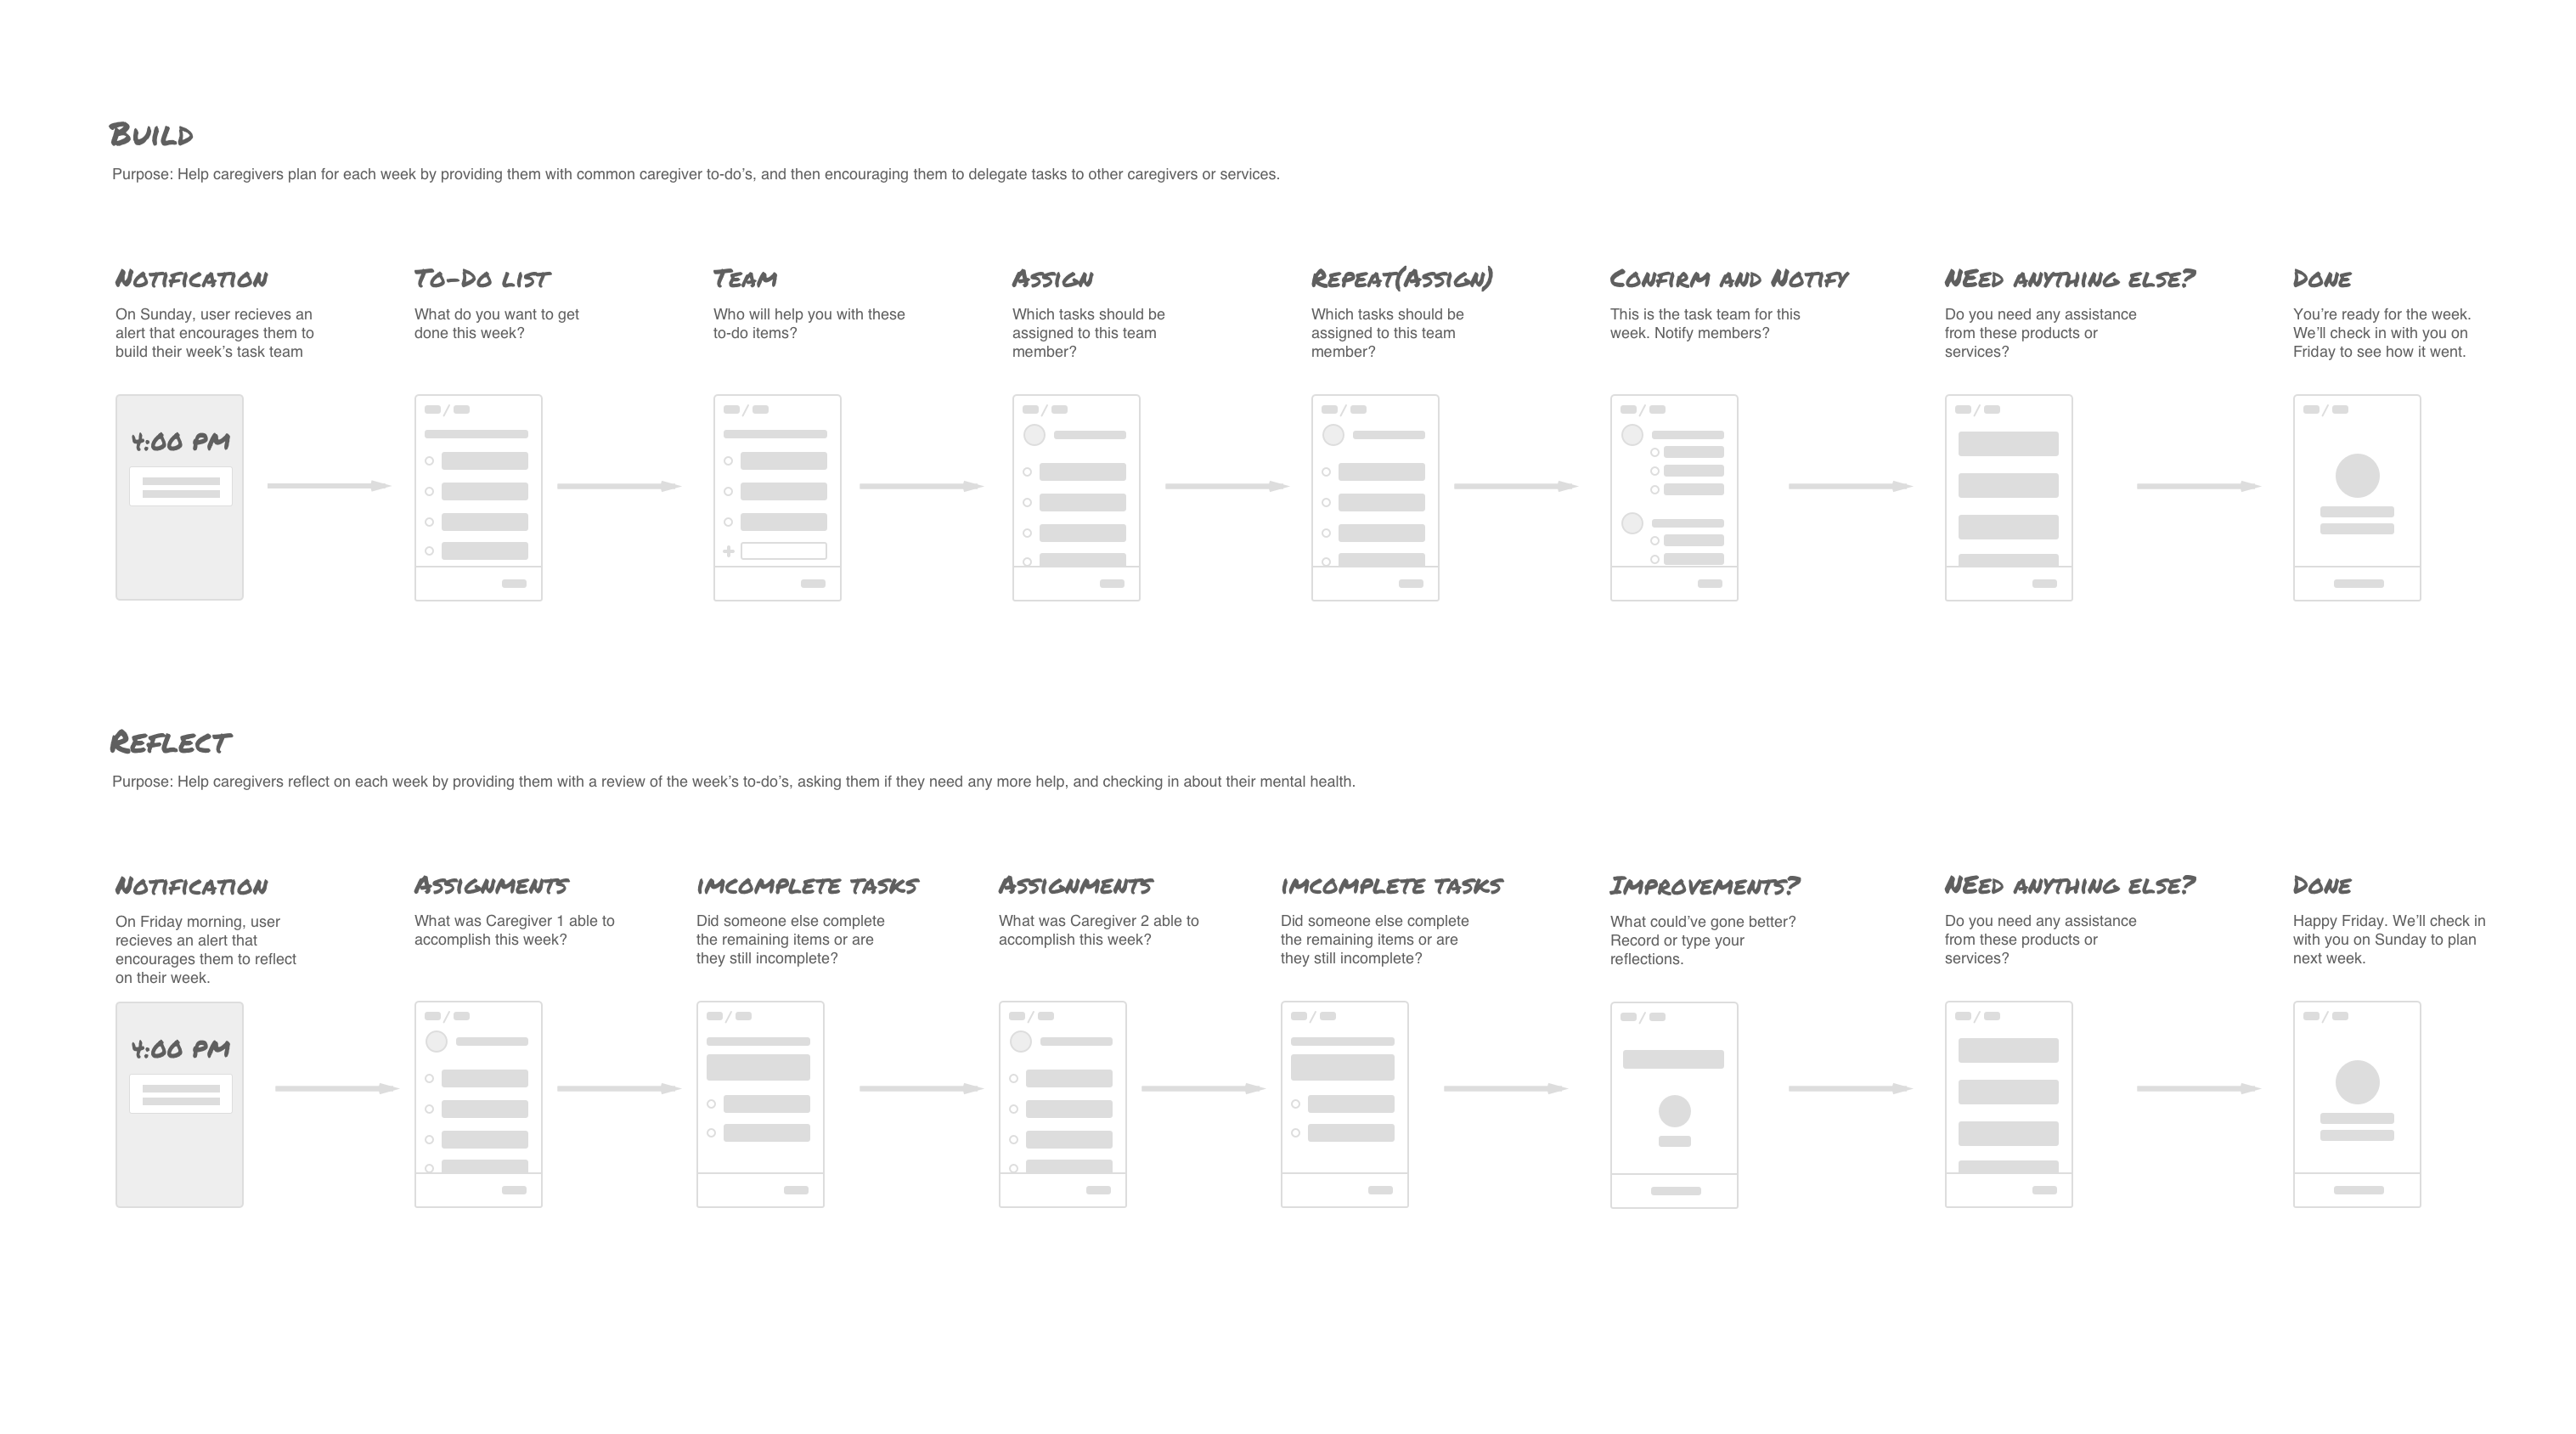 Build
Purpose: Help caregivers plan for each week by providing them with common caregiver to-do’s, and then encouraging them to delegate tasks to other caregivers or services.
Notification
On Sunday, user recieves an
alert that encourages them to
build their week’s task team
4:00 PM
To-Do list
What do you want to get
done this week?
Team
Who will help you with these
to-do items?
Assign
Which tasks should be
assigned to this team
member?
Repeat(Assign)
Which tasks should be
assigned to this team
member?
Confirm and Notify
This is the task team for this
week. Notify members?
NEed anything else?
Do you need any assistance
from these products or
services?
Done
You’re ready for the week.
We’ll check in with you on
Friday to see how it went.
Reflect
Purpose: Help caregivers reflect on each week by providing them with a review of the week’s to-do’s, asking them if they need any more help, and checking in about their mental health.
Notification
On Friday morning, user
recieves an alert that
encourages them to reflect
on their week.
4:00 PM
Assignments
What was Caregiver 1 able to
accomplish this week?
imcomplete tasks
Did someone else complete
the remaining items or are
they still incomplete?
Assignments
What was Caregiver 2 able to
accomplish this week?
imcomplete tasks
Did someone else complete
the remaining items or are
they still incomplete?
Improvements?
What could’ve gone better?
Record or type your
reflections.
NEed anything else?
Do you need any assistance
from these products or
services?
Done
Happy Friday. We’ll check in
with you on Sunday to plan
next week.